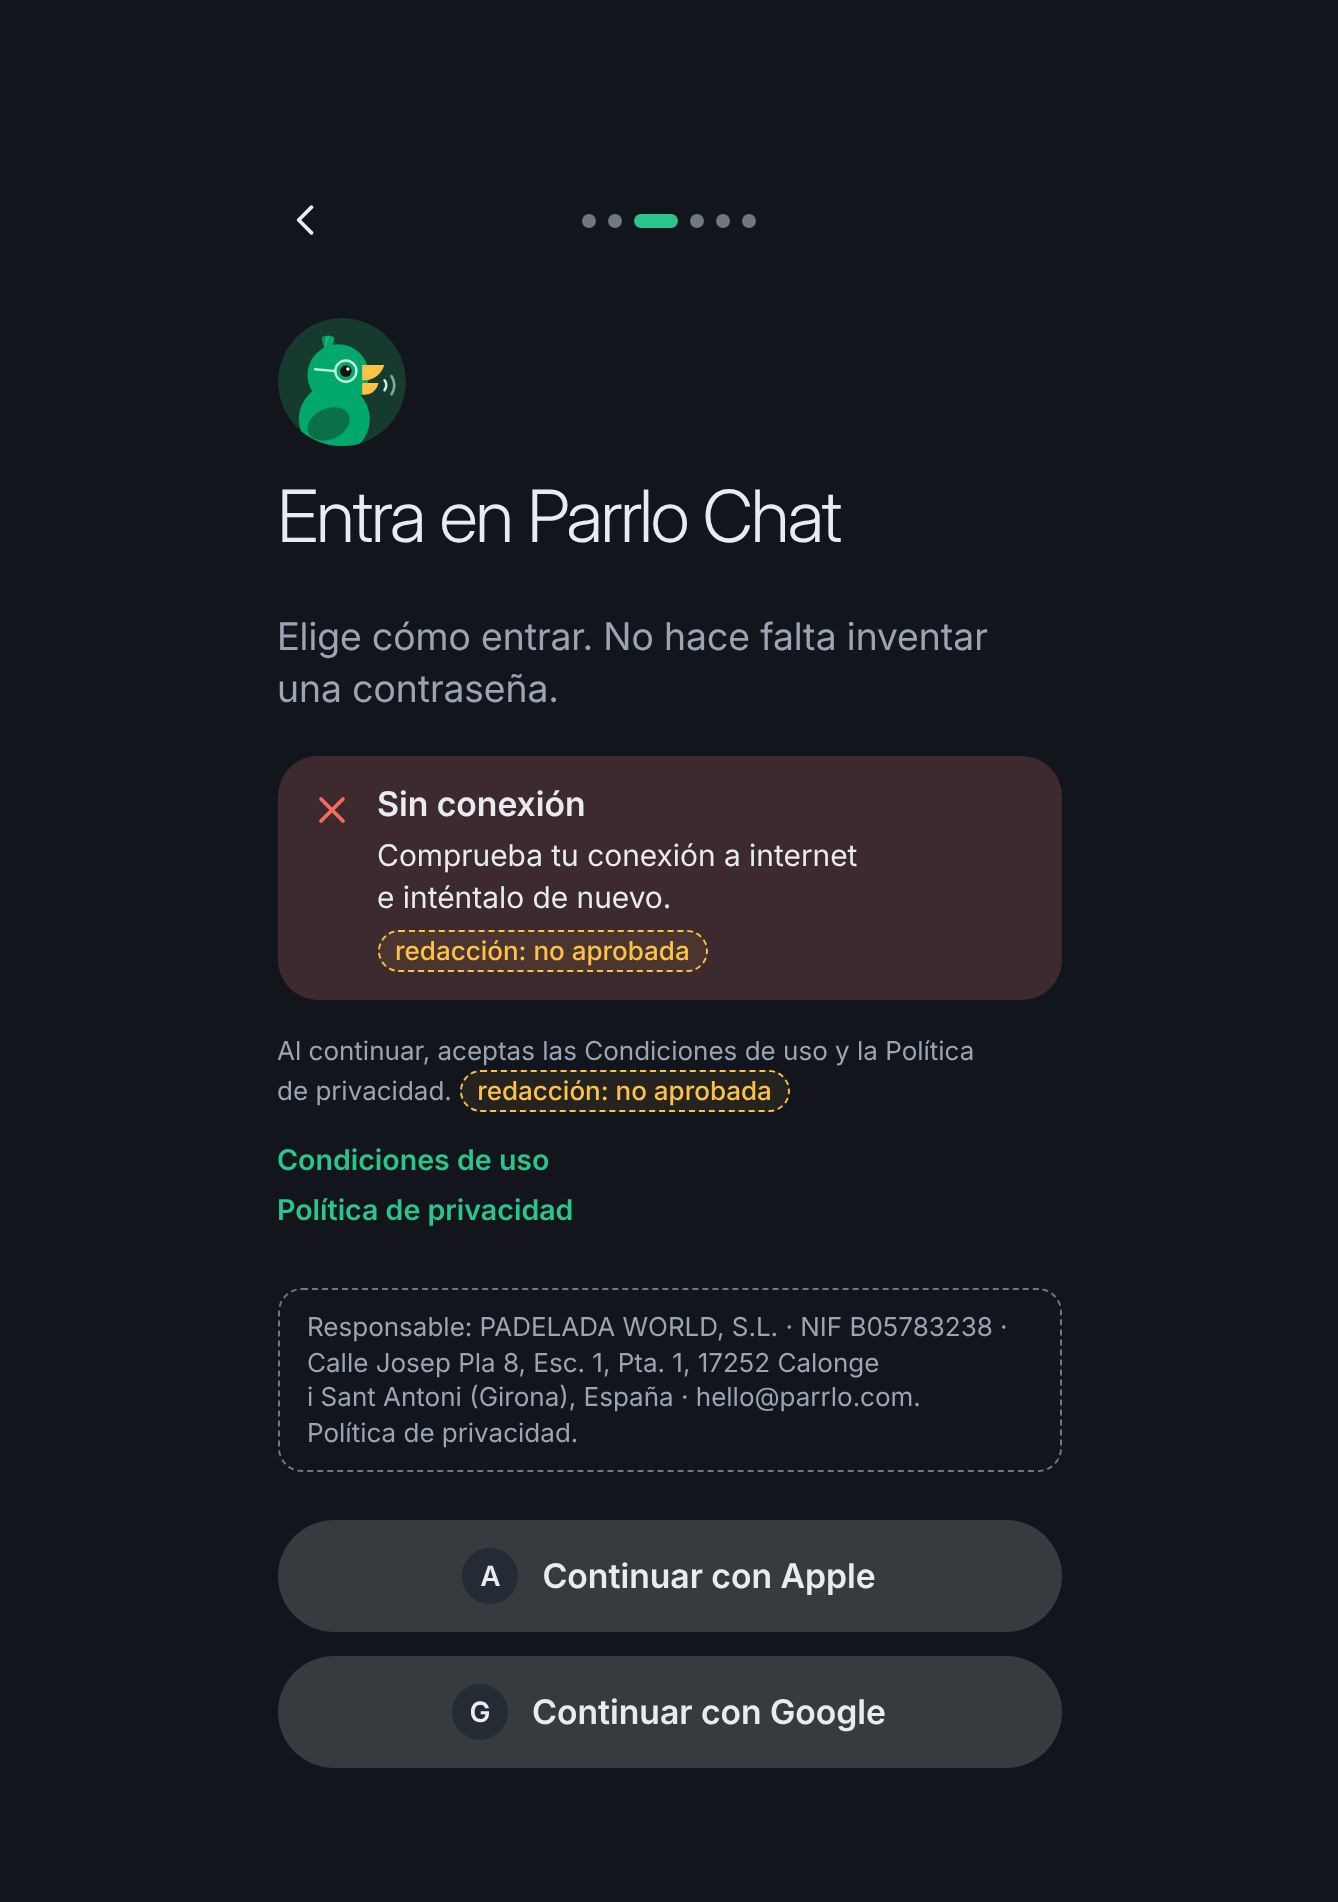 Entra en Parrlo Chat
Elige cómo entrar. No hace falta inventar
una contraseña.
Sin conexión
Comprueba tu conexión a internet
e inténtalo de nuevo.
redacción: no aprobada
Al continuar, aceptas las Condiciones de uso y la Política
de privacidad. redacción: no aprobada
Condiciones de uso
Política de privacidad
Responsable: PADELADA WORLD, S.L. · NIF B05783238 ·
Calle Josep Pla 8, Esc. 1, Pta. 1, 17252 Calonge
i Sant Antoni (Girona), España · hello@parrlo.com.
Política de privacidad.
A Continuar con Apple
G Continuar con Google